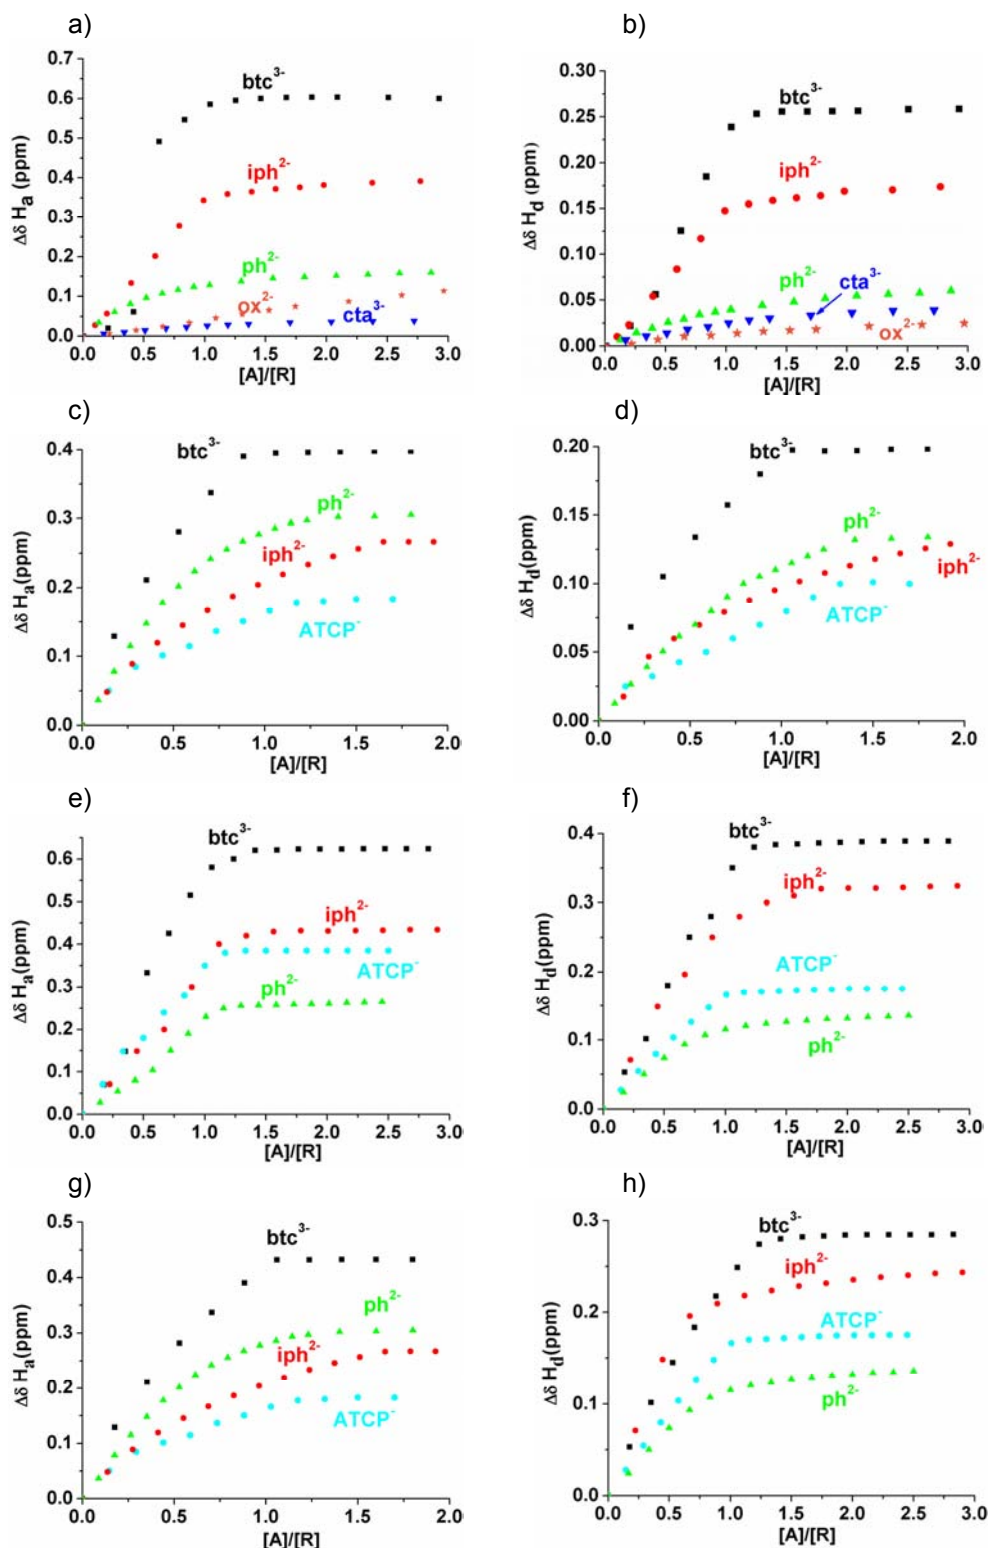 a)
0.7
0.6
0.5
0.4
0.3
0.2
0.1
0.0
Δδ Hₐ (ppm)
btc³⁻
iph²⁻
ph²⁻
ox²⁻
cta³⁻
0.0 0.5 1.0 1.5 2.0 2.5 3.0
[A]/[R]
b)
0.30
0.25
0.20
0.15
0.10
0.05
0.00
Δδ H_d (ppm)
btc³⁻
iph²⁻
ph²⁻
cta³⁻
ox²⁻
0.0 0.5 1.0 1.5 2.0 2.5 3.0
[A]/[R]
c)
0.4
0.3
0.2
0.1
0.0
Δδ Hₐ(ppm)
btc³⁻
ph²⁻
iph²⁻
ATCP⁻
0.0 0.5 1.0 1.5 2.0
[A]/[R]
d)
0.20
0.15
0.10
0.05
0.00
Δδ H_d(ppm)
btc³⁻
ph²⁻
iph²⁻
ATCP⁻
0.0 0.5 1.0 1.5 2.0
[A]/[R]
e)
0.6
0.5
0.4
0.3
0.2
0.1
0.0
Δδ Hₐ(ppm)
btc³⁻
iph²⁻
ATCP⁻
ph²⁻
0.0 0.5 1.0 1.5 2.0 2.5 3.0
[A]/[R]
f)
0.4
0.3
0.2
0.1
0.0
Δδ H_d(ppm)
btc³⁻
iph²⁻
ATCP⁻
ph²⁻
0.0 0.5 1.0 1.5 2.0 2.5 3.0
[A]/[R]
g)
0.5
0.4
0.3
0.2
0.1
0.0
Δδ Hₐ(ppm)
btc³⁻
ph²⁻
iph²⁻
ATCP⁻
0.0 0.5 1.0 1.5 2.0
[A]/[R]
h)
0.3
0.2
0.1
0.0
Δδ H_d(ppm)
btc³⁻
iph²⁻
ATCP⁻
ph²⁻
0.0 0.5 1.0 1.5 2.0 2.5 3.0
[A]/[R]